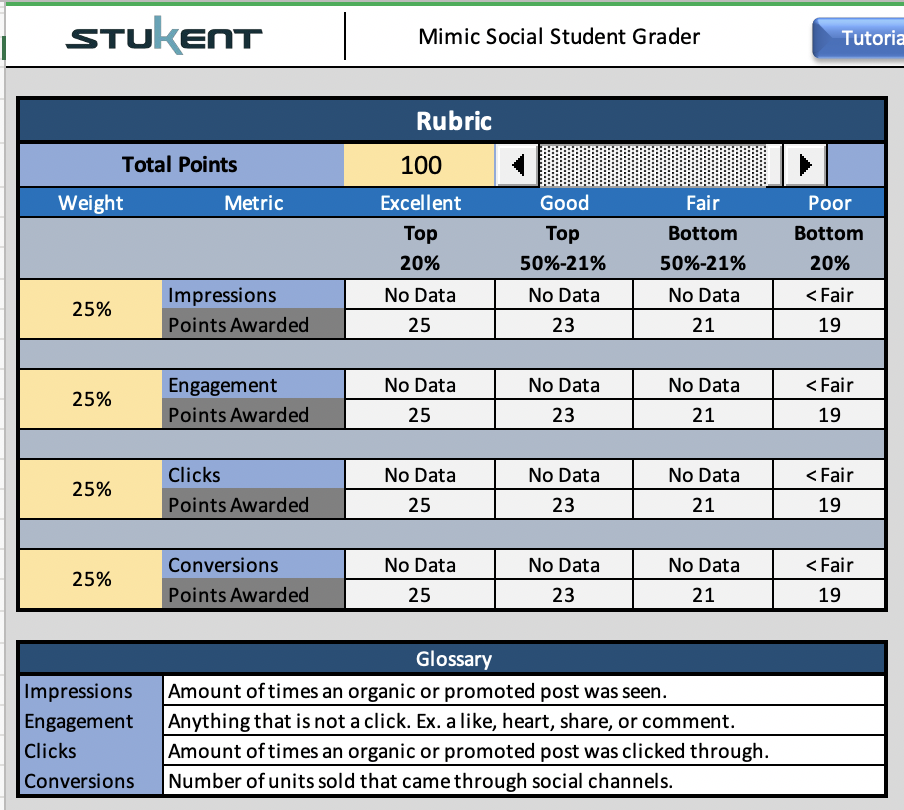 STUKENT Mimic Social Student Grader Tutoria
Rubric
Total Points 100
Weight Metric Excellent Good Fair Poor
Top Top Bottom Bottom
20% 50%-21% 50%-21% 20%
25% Impressions No Data No Data No Data < Fair
Points Awarded 25 23 21 19
25% Engagement No Data No Data No Data < Fair
Points Awarded 25 23 21 19
25% Clicks No Data No Data No Data < Fair
Points Awarded 25 23 21 19
25% Conversions No Data No Data No Data < Fair
Points Awarded 25 23 21 19
Glossary
Impressions Amount of times an organic or promoted post was seen.
Engagement Anything that is not a click. Ex. a like, heart, share, or comment.
Clicks Amount of times an organic or promoted post was clicked through.
Conversions Number of units sold that came through social channels.